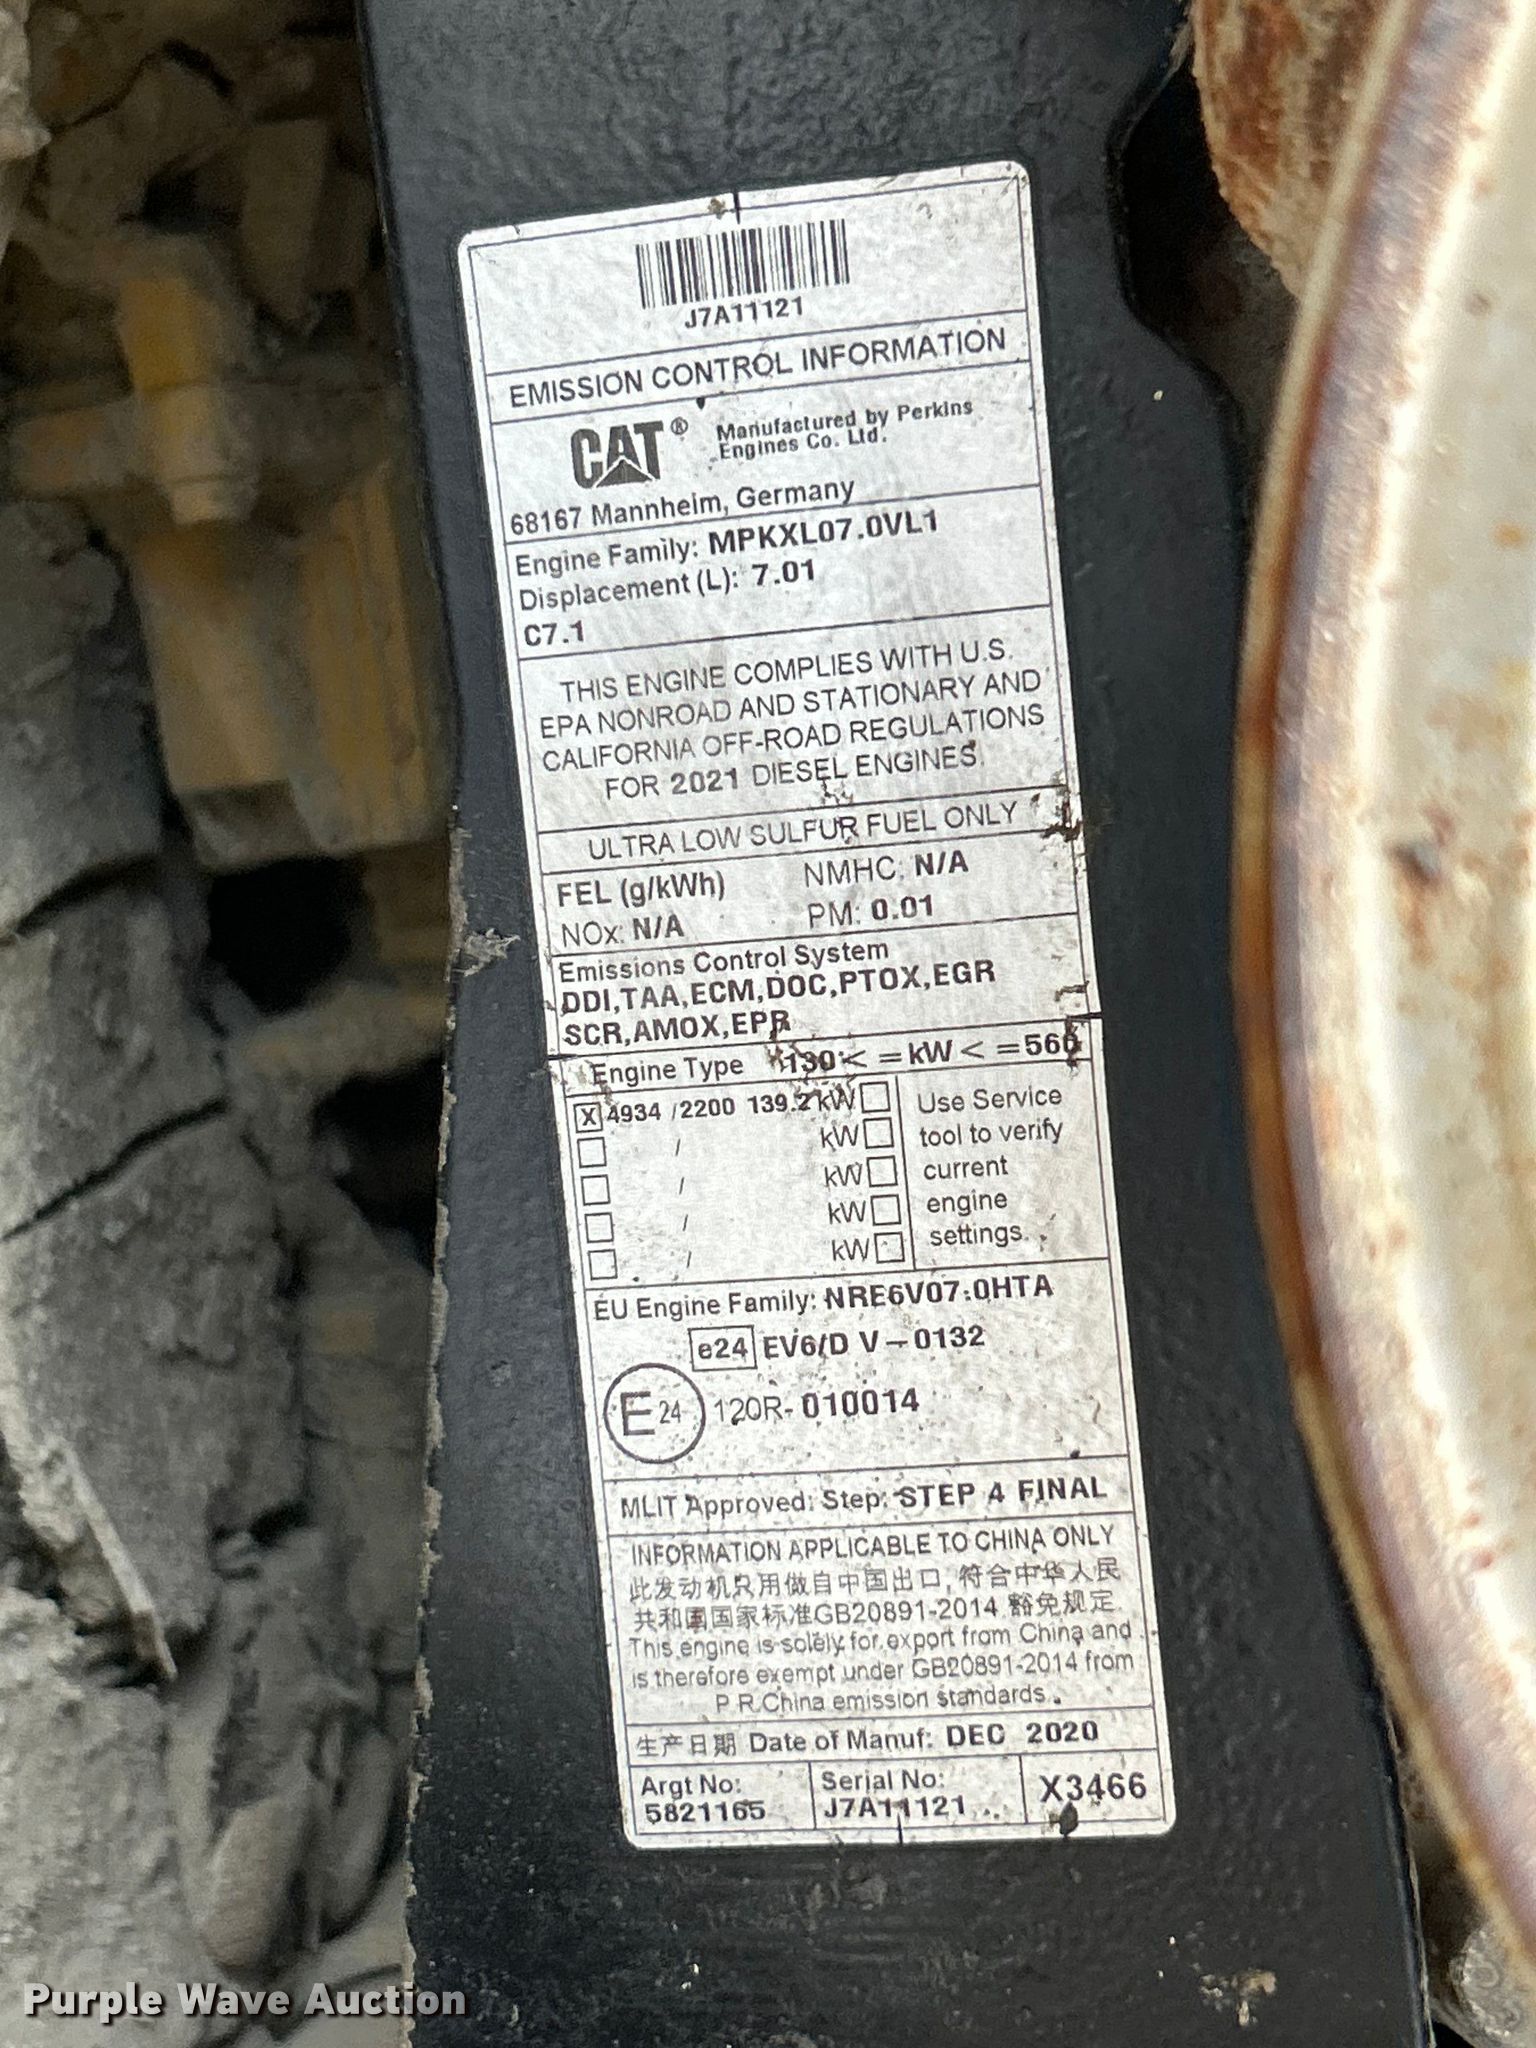 J7A11121
EMISSION CONTROL INFORMATION
CAT® Manufactured by Perkins
Engines Co. Ltd.
68167 Mannheim, Germany
Engine Family: MPKXL07.0VL1
Displacement (L): 7.01
C7.1
THIS ENGINE COMPLIES WITH U.S.
EPA NONROAD AND STATIONARY AND
CALIFORNIA OFF-ROAD REGULATIONS
FOR 2021 DIESEL ENGINES.
ULTRA LOW SULFUR FUEL ONLY
FEL (g/kWh) NMHC: N/A
NOx: N/A PM: 0.01
Emissions Control System
DDI,TAA,ECM,DOC,PTOX,EGR
SCR,AMOX,EPR
Engine Type 130< =kW< =560
X 4934 /2200 139.2 kW Use Service
/ kW tool to verify
/ kW current
/ kW engine
/ kW settings.
EU Engine Family: NRE6V07.0HTA
e24 EV6/D V-0132
E24 120R-010014
MLIT Approved: Step: STEP 4 FINAL
INFORMATION APPLICABLE TO CHINA ONLY
此发动机只用做自中国出口,符合中华人民
共和国国家标准GB20891-2014 豁免规定.
This engine is solely for export from China and
is therefore exempt under GB20891-2014 from
P.R.China emission standards.
生产日期 Date of Manuf: DEC 2020
Argt No: Serial No: X3466
5821165 J7A11121
Purple Wave Auction